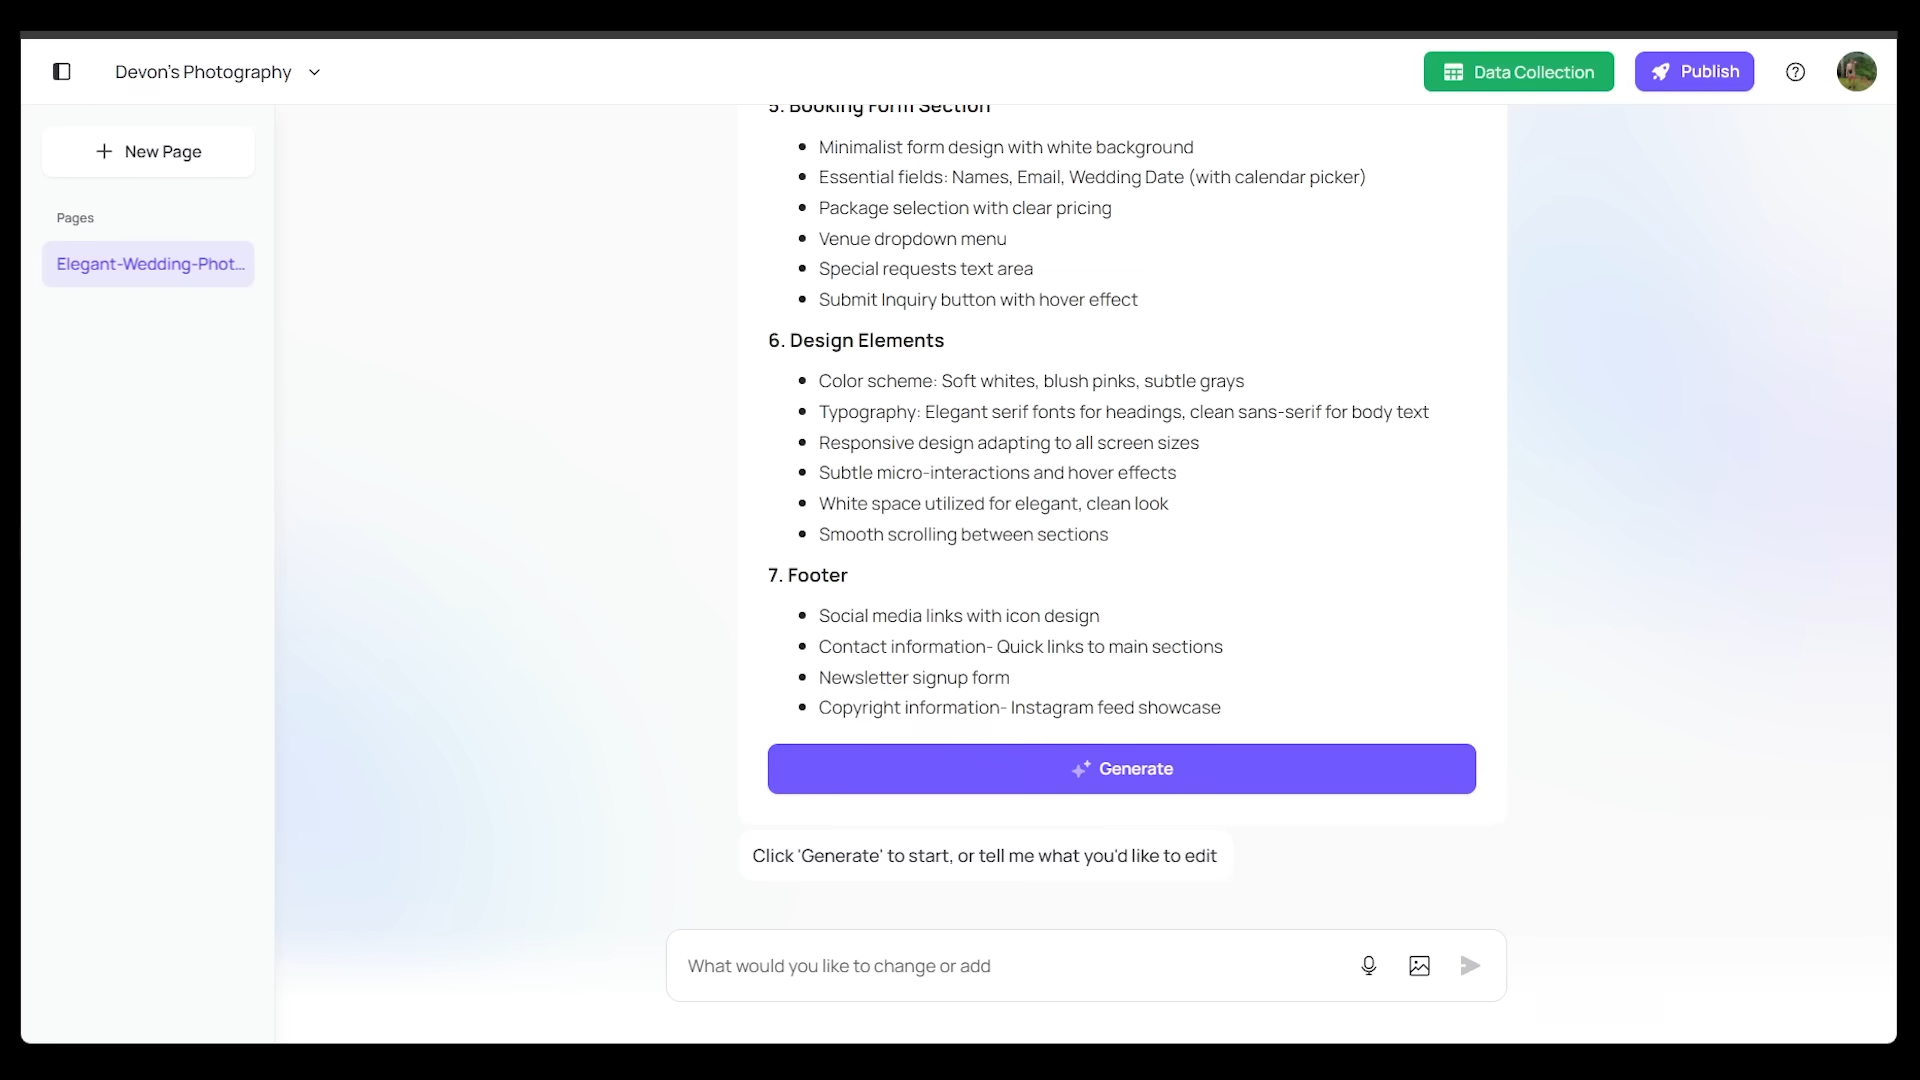 Devon's Photography
Data Collection
Publish
New Page
Pages
Elegant-Wedding-Phot...
5. Booking Form Section
Minimalist form design with white background
Essential fields: Names, Email, Wedding Date (with calendar picker)
Package selection with clear pricing
Venue dropdown menu
Special requests text area
Submit Inquiry button with hover effect
6. Design Elements
Color scheme: Soft whites, blush pinks, subtle grays
Typography: Elegant serif fonts for headings, clean sans-serif for body text
Responsive design adapting to all screen sizes
Subtle micro-interactions and hover effects
White space utilized for elegant, clean look
Smooth scrolling between sections
7. Footer
Social media links with icon design
Contact information- Quick links to main sections
Newsletter signup form
Copyright information- Instagram feed showcase
Generate
Click 'Generate' to start, or tell me what you'd like to edit
What would you like to change or add